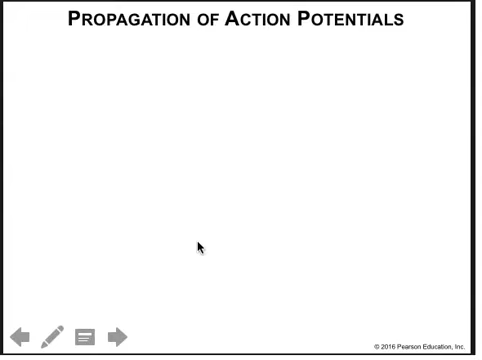 PROPAGATION OF ACTION POTENTIALS
© 2016 Pearson Education, Inc.